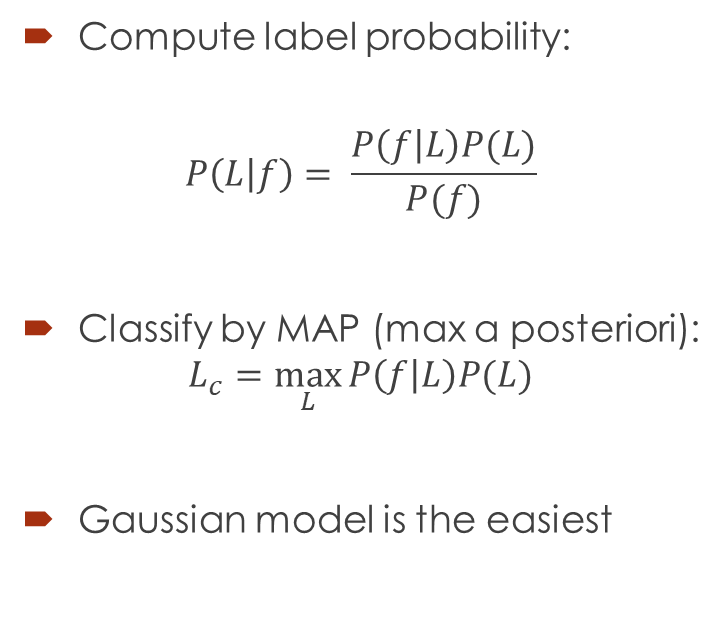 Compute label probability:
P(L|f) = P(f|L)P(L) / P(f)
Classify by MAP (max a posteriori):
L_c = max_L P(f|L)P(L)
Gaussian model is the easiest